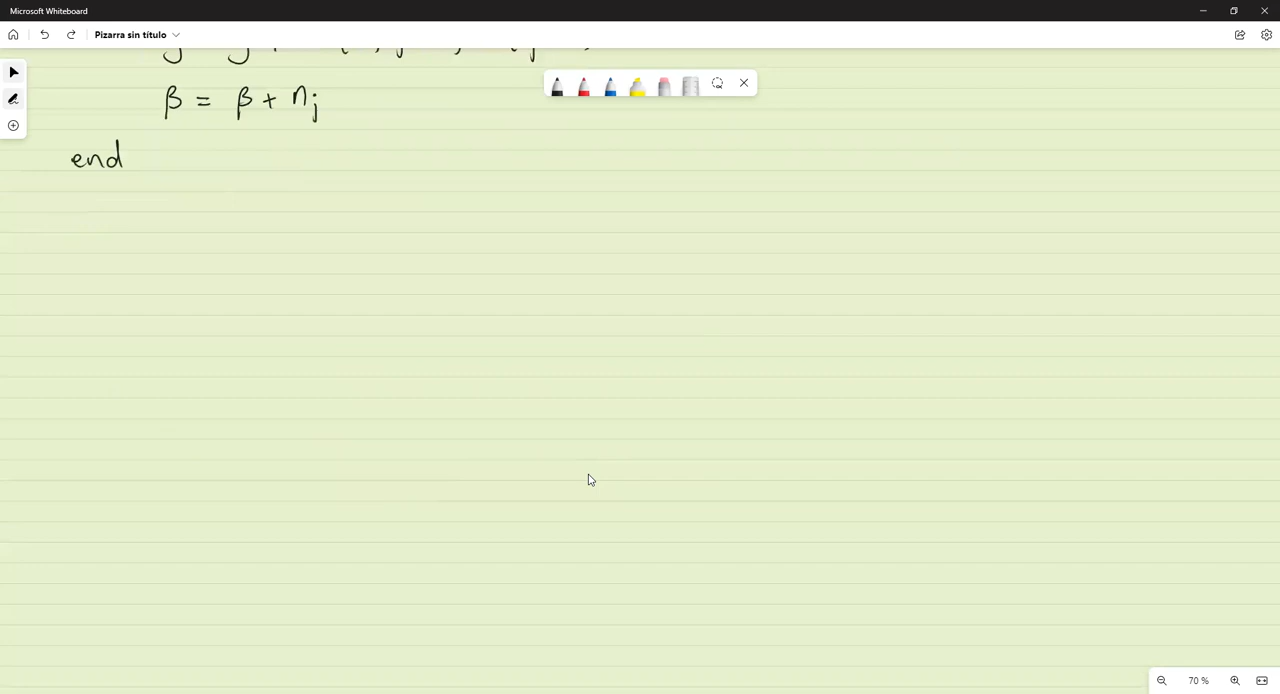 Microsoft Whiteboard
Pizarra sin título
β = β + n_j
end
70 %